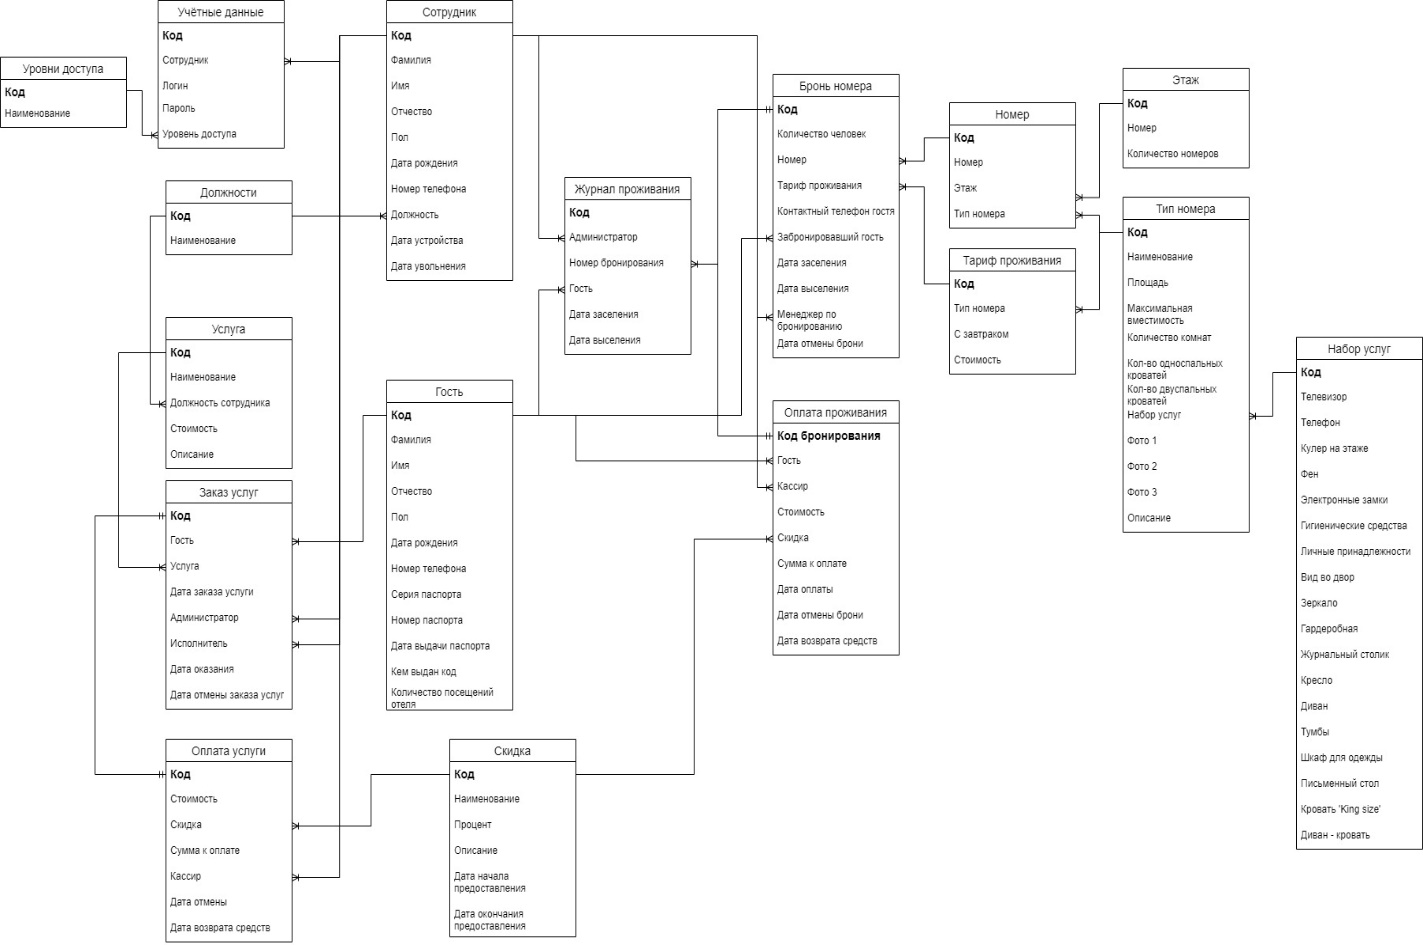 Уровни доступа
Код
Наименование
Учётные данные
Код
Сотрудник
Логин
Пароль
Уровень доступа
Должности
Код
Наименование
Услуга
Код
Наименование
Должность сотрудника
Стоимость
Описание
Заказ услуг
Код
Гость
Услуга
Дата заказа услуги
Администратор
Исполнитель
Дата оказания
Дата отмены заказа услуг
Оплата услуги
Код
Стоимость
Скидка
Сумма к оплате
Кассир
Дата отмены
Дата возврата средств
Сотрудник
Код
Фамилия
Имя
Отчество
Пол
Дата рождения
Номер телефона
Должность
Дата устройства
Дата увольнения
Гость
Код
Фамилия
Имя
Отчество
Пол
Дата рождения
Номер телефона
Серия паспорта
Номер паспорта
Дата выдачи паспорта
Кем выдан код
Количество посещений
отеля
Скидка
Код
Наименование
Процент
Описание
Дата начала
предоставления
Дата окончания
предоставления
Журнал проживания
Код
Администратор
Номер бронирования
Гость
Дата заселения
Дата выселения
Бронь номера
Код
Количество человек
Номер
Тариф проживания
Контактный телефон гостя
Забронировавший гость
Дата заселения
Дата выселения
Менеджер по
бронированию
Дата отмены брони
Оплата проживания
Код бронирования
Гость
Кассир
Стоимость
Скидка
Сумма к оплате
Дата оплаты
Дата отмены брони
Дата возврата средств
Номер
Код
Номер
Этаж
Тип номера
Тариф проживания
Код
Тип номера
С завтраком
Стоимость
Этаж
Код
Номер
Количество номеров
Тип номера
Код
Наименование
Площадь
Максимальная
вместимость
Количество комнат
Кол-во односпальных
кроватей
Кол-во двуспальных
кроватей
Набор услуг
Фото 1
Фото 2
Фото 3
Описание
Набор услуг
Код
Телевизор
Телефон
Кулер на этаже
Фен
Электронные замки
Гигиенические средства
Личные принадлежности
Вид во двор
Зеркало
Гардеробная
Журнальный столик
Кресло
Диван
Тумбы
Шкаф для одежды
Письменный стол
Кровать 'King size'
Диван - кровать